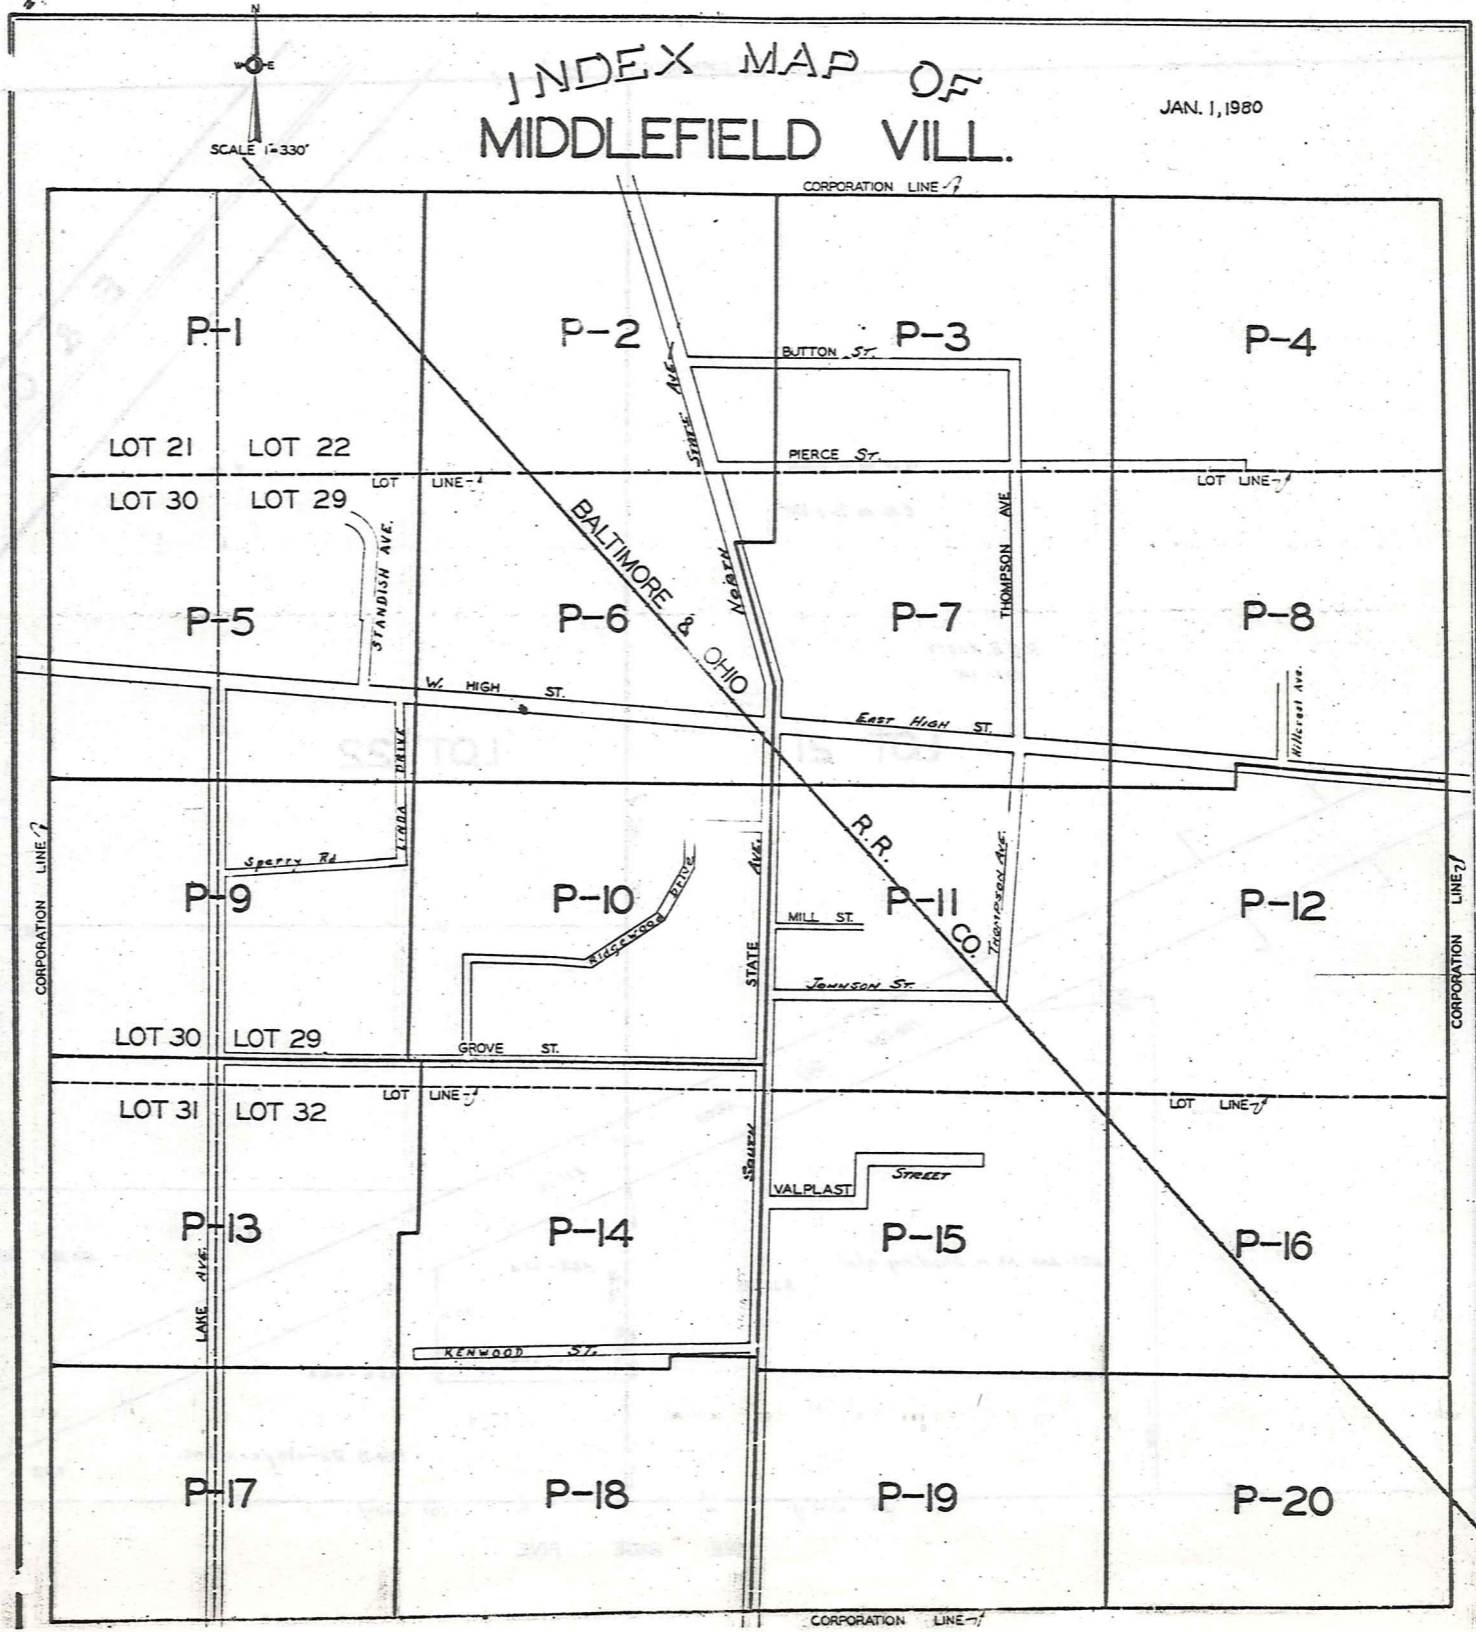 N
W E
SCALE 1"=330'
INDEX MAP OF
MIDDLEFIELD VILL.
JAN. 1, 1980
CORPORATION LINE
P-1
P-2
P-3
P-4
BUTTON ST.
STATE AVE.
PIERCE ST.
LOT 21
LOT 22
LOT LINE
LOT LINE
LOT 30
LOT 29
STANDISH AVE.
BALTIMORE & OHIO
NORTH
THOMPSON AVE
P-5
P-6
P-7
P-8
W. HIGH ST.
EAST HIGH ST.
Hillcrest Ave.
LINDA DRIVE
CORPORATION LINE
Sperry Rd
R.R.
CO.
P-9
P-10
P-11
P-12
Ridgewood Drive
STATE AVE.
MILL ST.
THOMPSON AVE.
JOHNSON ST.
CORPORATION LINE
LOT 30
LOT 29
GROVE ST.
LOT LINE
LOT LINE
LOT 31
LOT 32
SOUTH
VALPLAST
STREET
P-13
P-14
P-15
P-16
LAKE AVE.
KENWOOD ST.
P-17
P-18
P-19
P-20
CORPORATION LINE